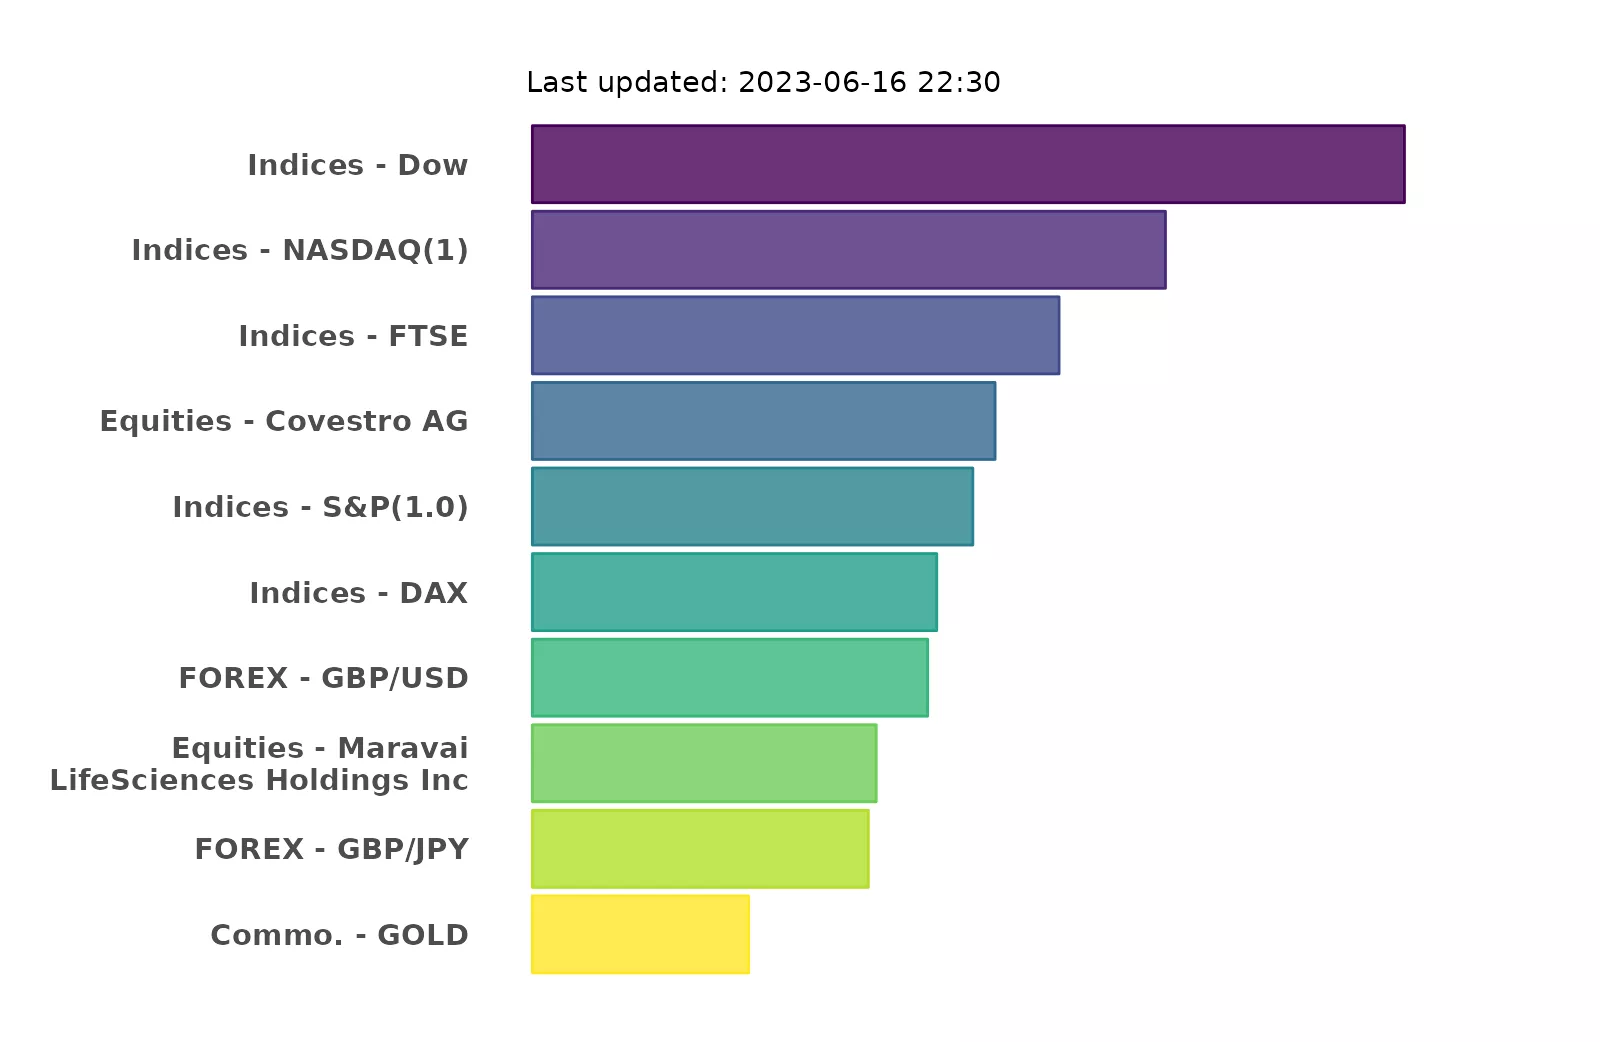 Last updated: 2023-06-16 22:30
Indices - Dow
Indices - NASDAQ(1)
Indices - FTSE
Equities - Covestro AG
Indices - S&P(1.0)
Indices - DAX
FOREX - GBP/USD
Equities - Maravai
LifeSciences Holdings Inc
FOREX - GBP/JPY
Commo. - GOLD